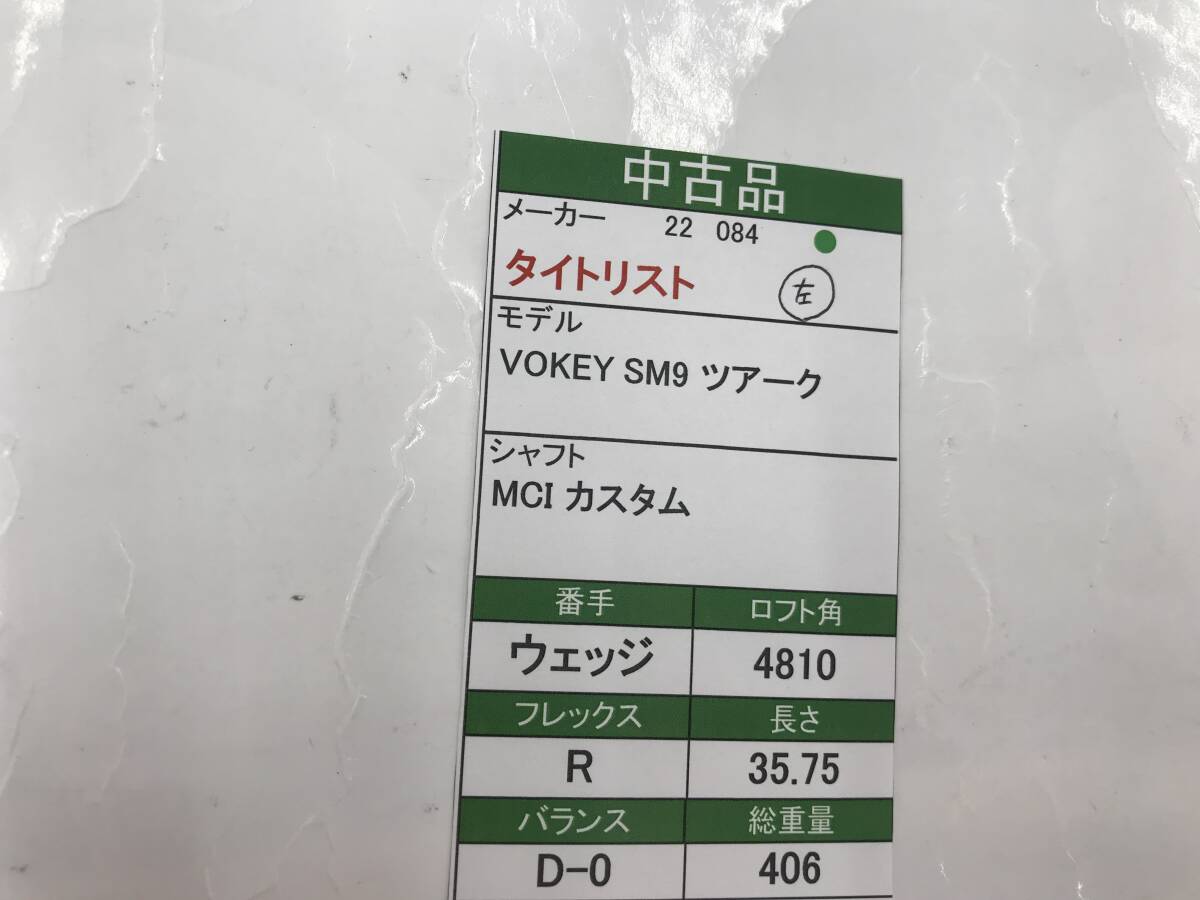 中古品
メーカー 22 084
タイトリスト 左
モデル
VOKEY SM9 ツアーク
シャフト
MCI カスタム
番手 ロフト角
ウェッジ 4810
フレックス 長さ
R 35.75
バランス 総重量
D-0 406